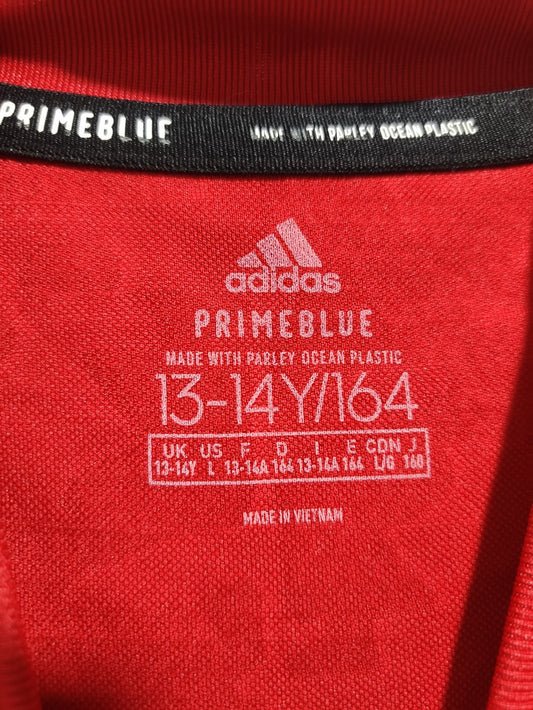 PRIMEBLUE MADE WITH PARLEY OCEAN PLASTIC
adidas
PRIMEBLUE
MADE WITH PARLEY OCEAN PLASTIC
13-14Y/164
UK US F D I E CDN J
13-14Y L 13-14A 164 13-14A 164 L/G 160
MADE IN VIETNAM